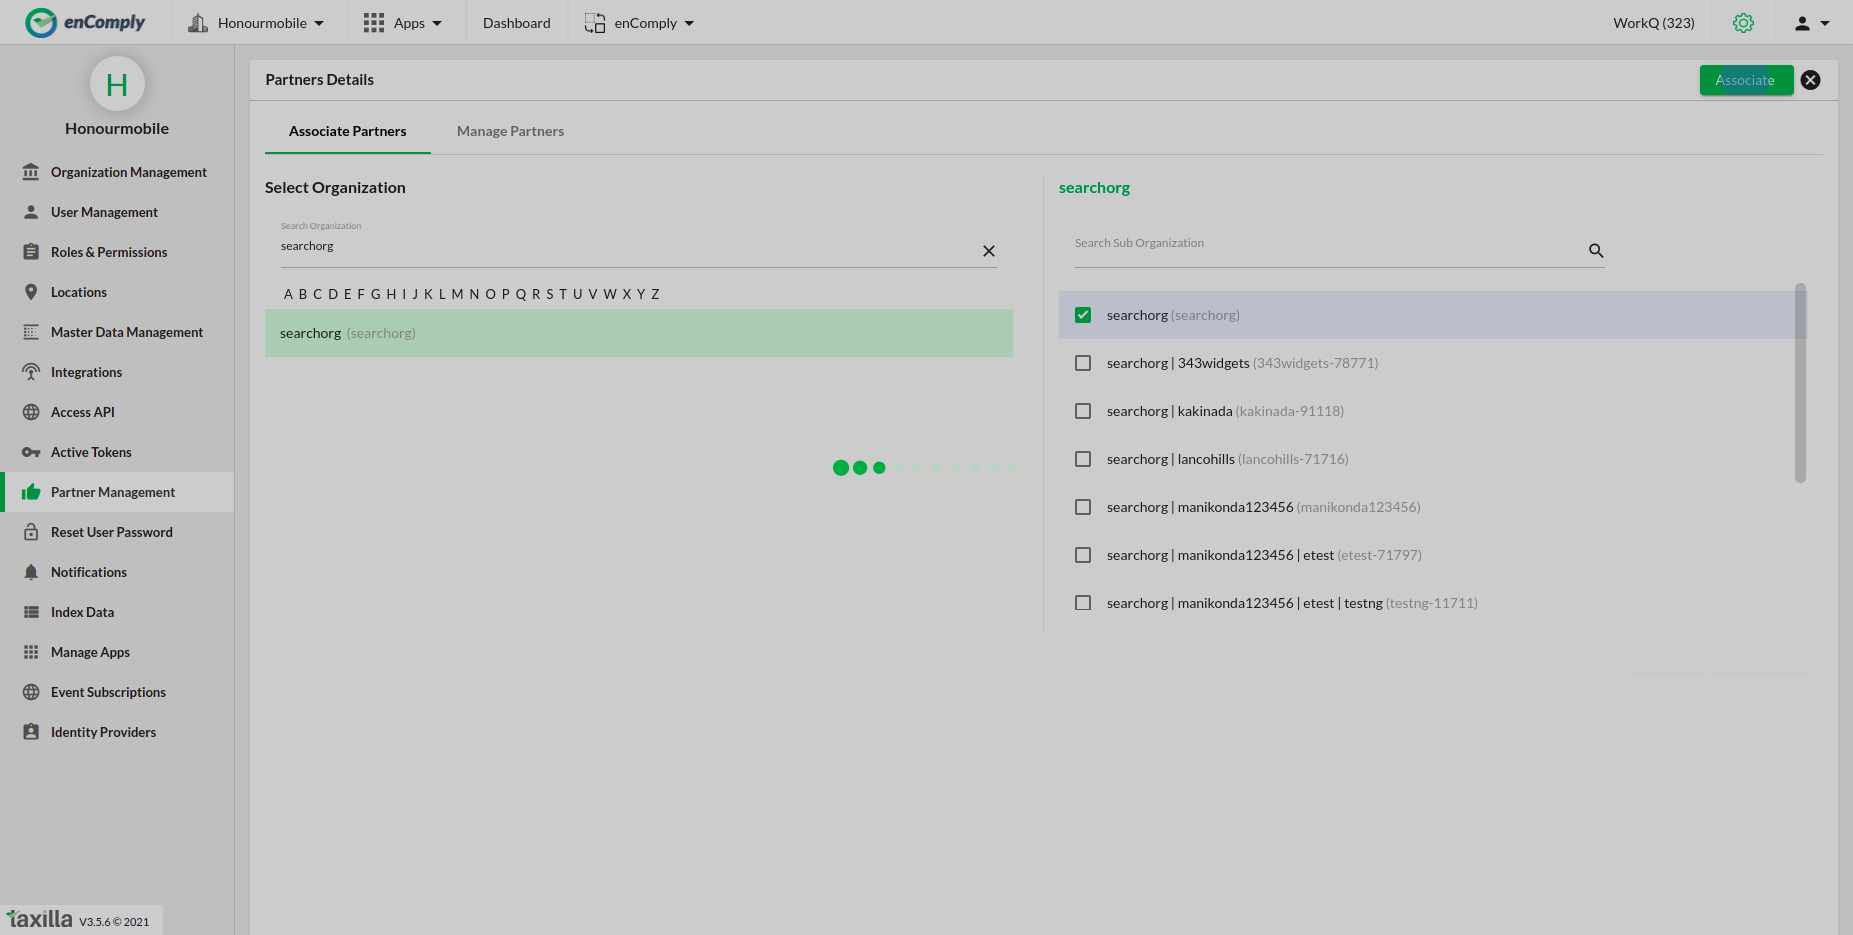 enComply
Honourmobile
Apps
Dashboard
enComply
WorkQ (323)
H
Honourmobile
Organization Management
User Management
Roles & Permissions
Locations
Master Data Management
Integrations
Access API
Active Tokens
Partner Management
Reset User Password
Notifications
Index Data
Manage Apps
Event Subscriptions
Identity Providers
taxilla V3.5.6 © 2021
Partners Details
Associate
Associate Partners
Manage Partners
Select Organization
Search Organization
searchorg
A B C D E F G H I J K L M N O P Q R S T U V W X Y Z
searchorg (searchorg)
searchorg
Search Sub Organization
searchorg (searchorg)
searchorg | 343widgets (343widgets-78771)
searchorg | kakinada (kakinada-91118)
searchorg | lancohills (lancohills-71716)
searchorg | manikonda123456 (manikonda123456)
searchorg | manikonda123456 | etest (etest-71797)
searchorg | manikonda123456 | etest | testng (testng-11711)